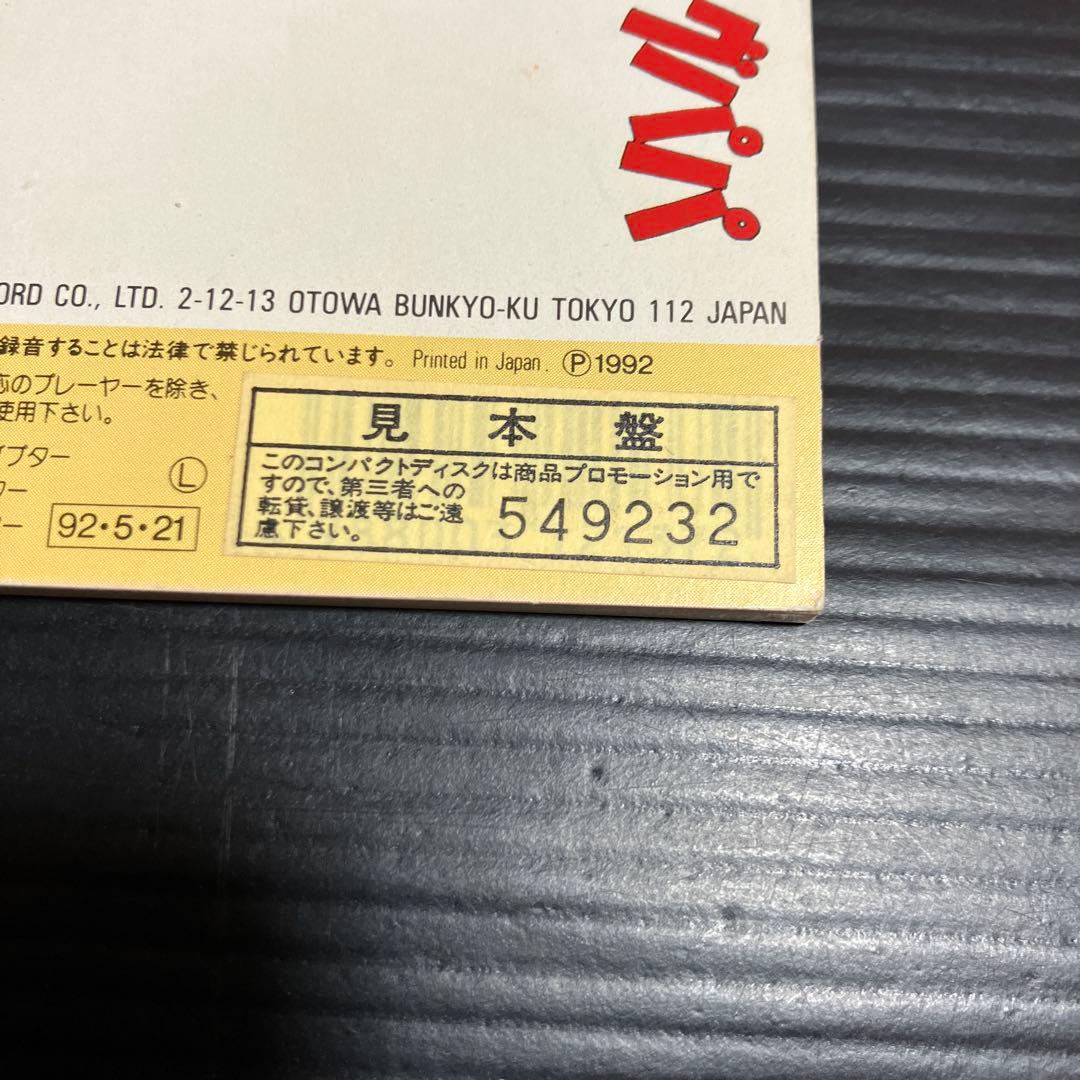 グパパ
ORD CO., LTD. 2-12-13 OTOWA BUNKYO-KU TOKYO 112 JAPAN
録音することは法律で禁じられています。 Printed in Japan. Ⓟ1992
のプレーヤーを除き、
使用下さい。
プター
Ⓛ
92・5・21
見本盤
このコンパクトディスクは商品プロモーション用で
すので、第三者への
転貸、譲渡等はご遠
慮下さい。
549232